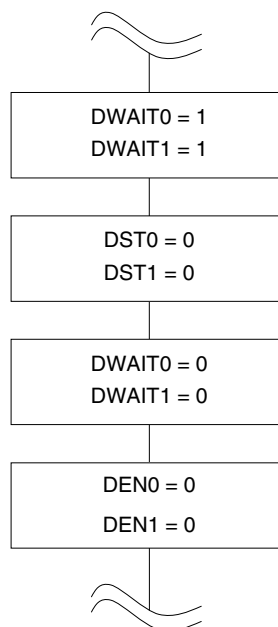 DWAIT0 = 1
DWAIT1 = 1
DST0 = 0
DST1 = 0
DWAIT0 = 0
DWAIT1 = 0
DEN0 = 0
DEN1 = 0